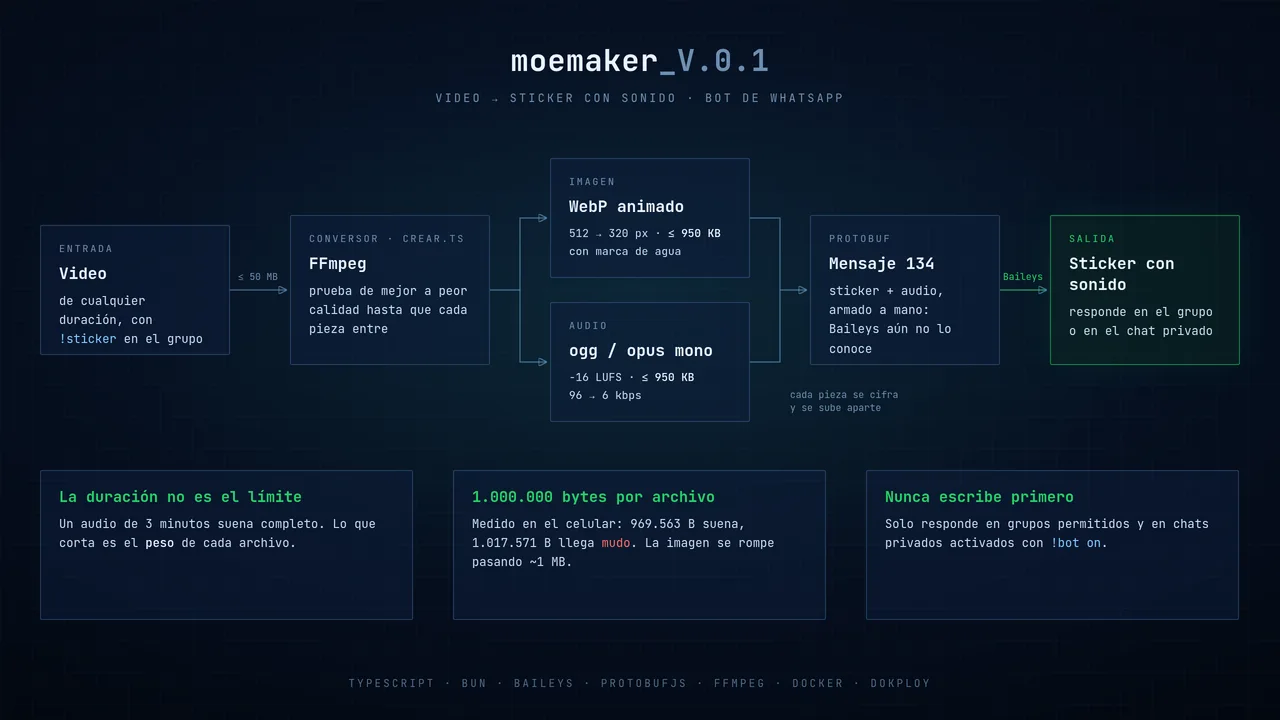 moemaker_V.0.1
VIDEO → STICKER CON SONIDO · BOT DE WHATSAPP
ENTRADA
Video
de cualquier
duración, con
!sticker en el grupo
≤ 50 MB
CONVERSOR · CREAR.TS
FFmpeg
prueba de mejor a peor
calidad hasta que cada
pieza entre
IMAGEN
WebP animado
512 → 320 px · ≤ 950 KB
con marca de agua
AUDIO
ogg / opus mono
-16 LUFS · ≤ 950 KB
96 → 6 kbps
PROTOBUF
Mensaje 134
sticker + audio,
armado a mano:
Baileys aún no lo
conoce
cada pieza se cifra
y se sube aparte
Baileys
SALIDA
Sticker con
sonido
responde en el grupo
o en el chat privado
La duración no es el límite
Un audio de 3 minutos suena completo. Lo que
corta es el peso de cada archivo.
1.000.000 bytes por archivo
Medido en el celular: 969.563 B suena,
1.017.571 B llega mudo. La imagen se rompe
pasando ~1 MB.
Nunca escribe primero
Solo responde en grupos permitidos y en chats
privados activados con !bot on.
TYPESCRIPT · BUN · BAILEYS · PROTOBUFJS · FFMPEG · DOCKER · DOKPLOY